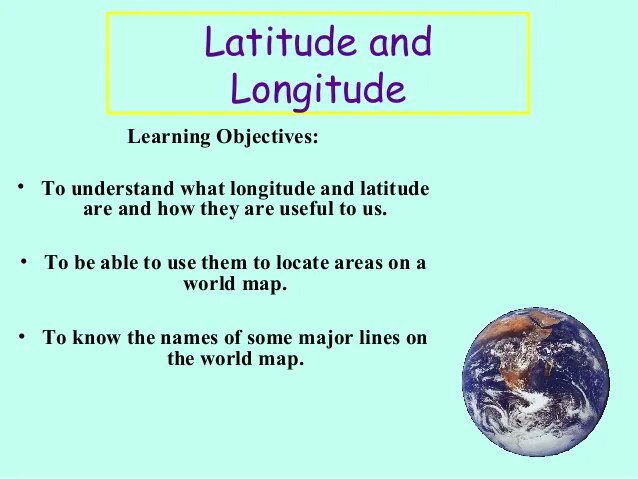 Latitude and
Longitude
Learning Objectives:
• To understand what longitude and latitude
are and how they are useful to us.
• To be able to use them to locate areas on a
world map.
• To know the names of some major lines on
the world map.